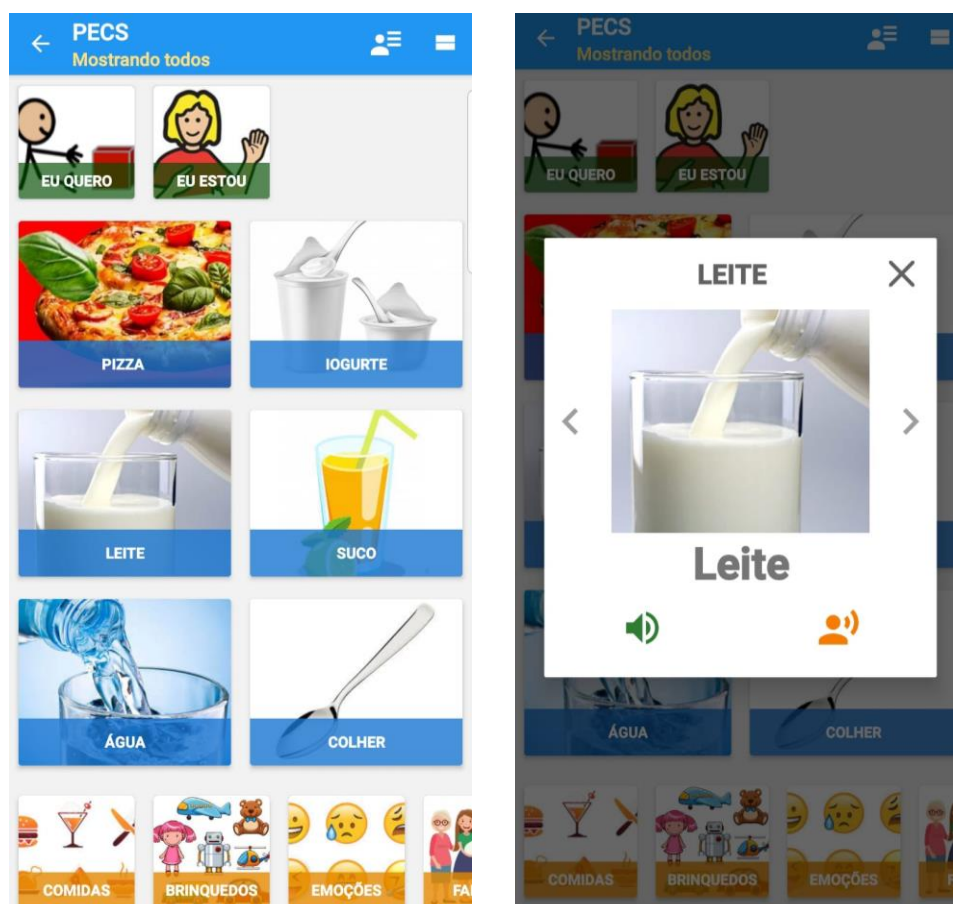 PECS
Mostrando todos
EU QUERO
EU ESTOU
PIZZA
IOGURTE
LEITE
SUCO
ÁGUA
COLHER
COMIDAS
BRINQUEDOS
EMOÇÕES
FA
PECS
Mostrando todos
EU QUERO
EU ESTOU
LEITE
Leite
ÁGUA
COLHER
COMIDAS
BRINQUEDOS
EMOÇÕES
F